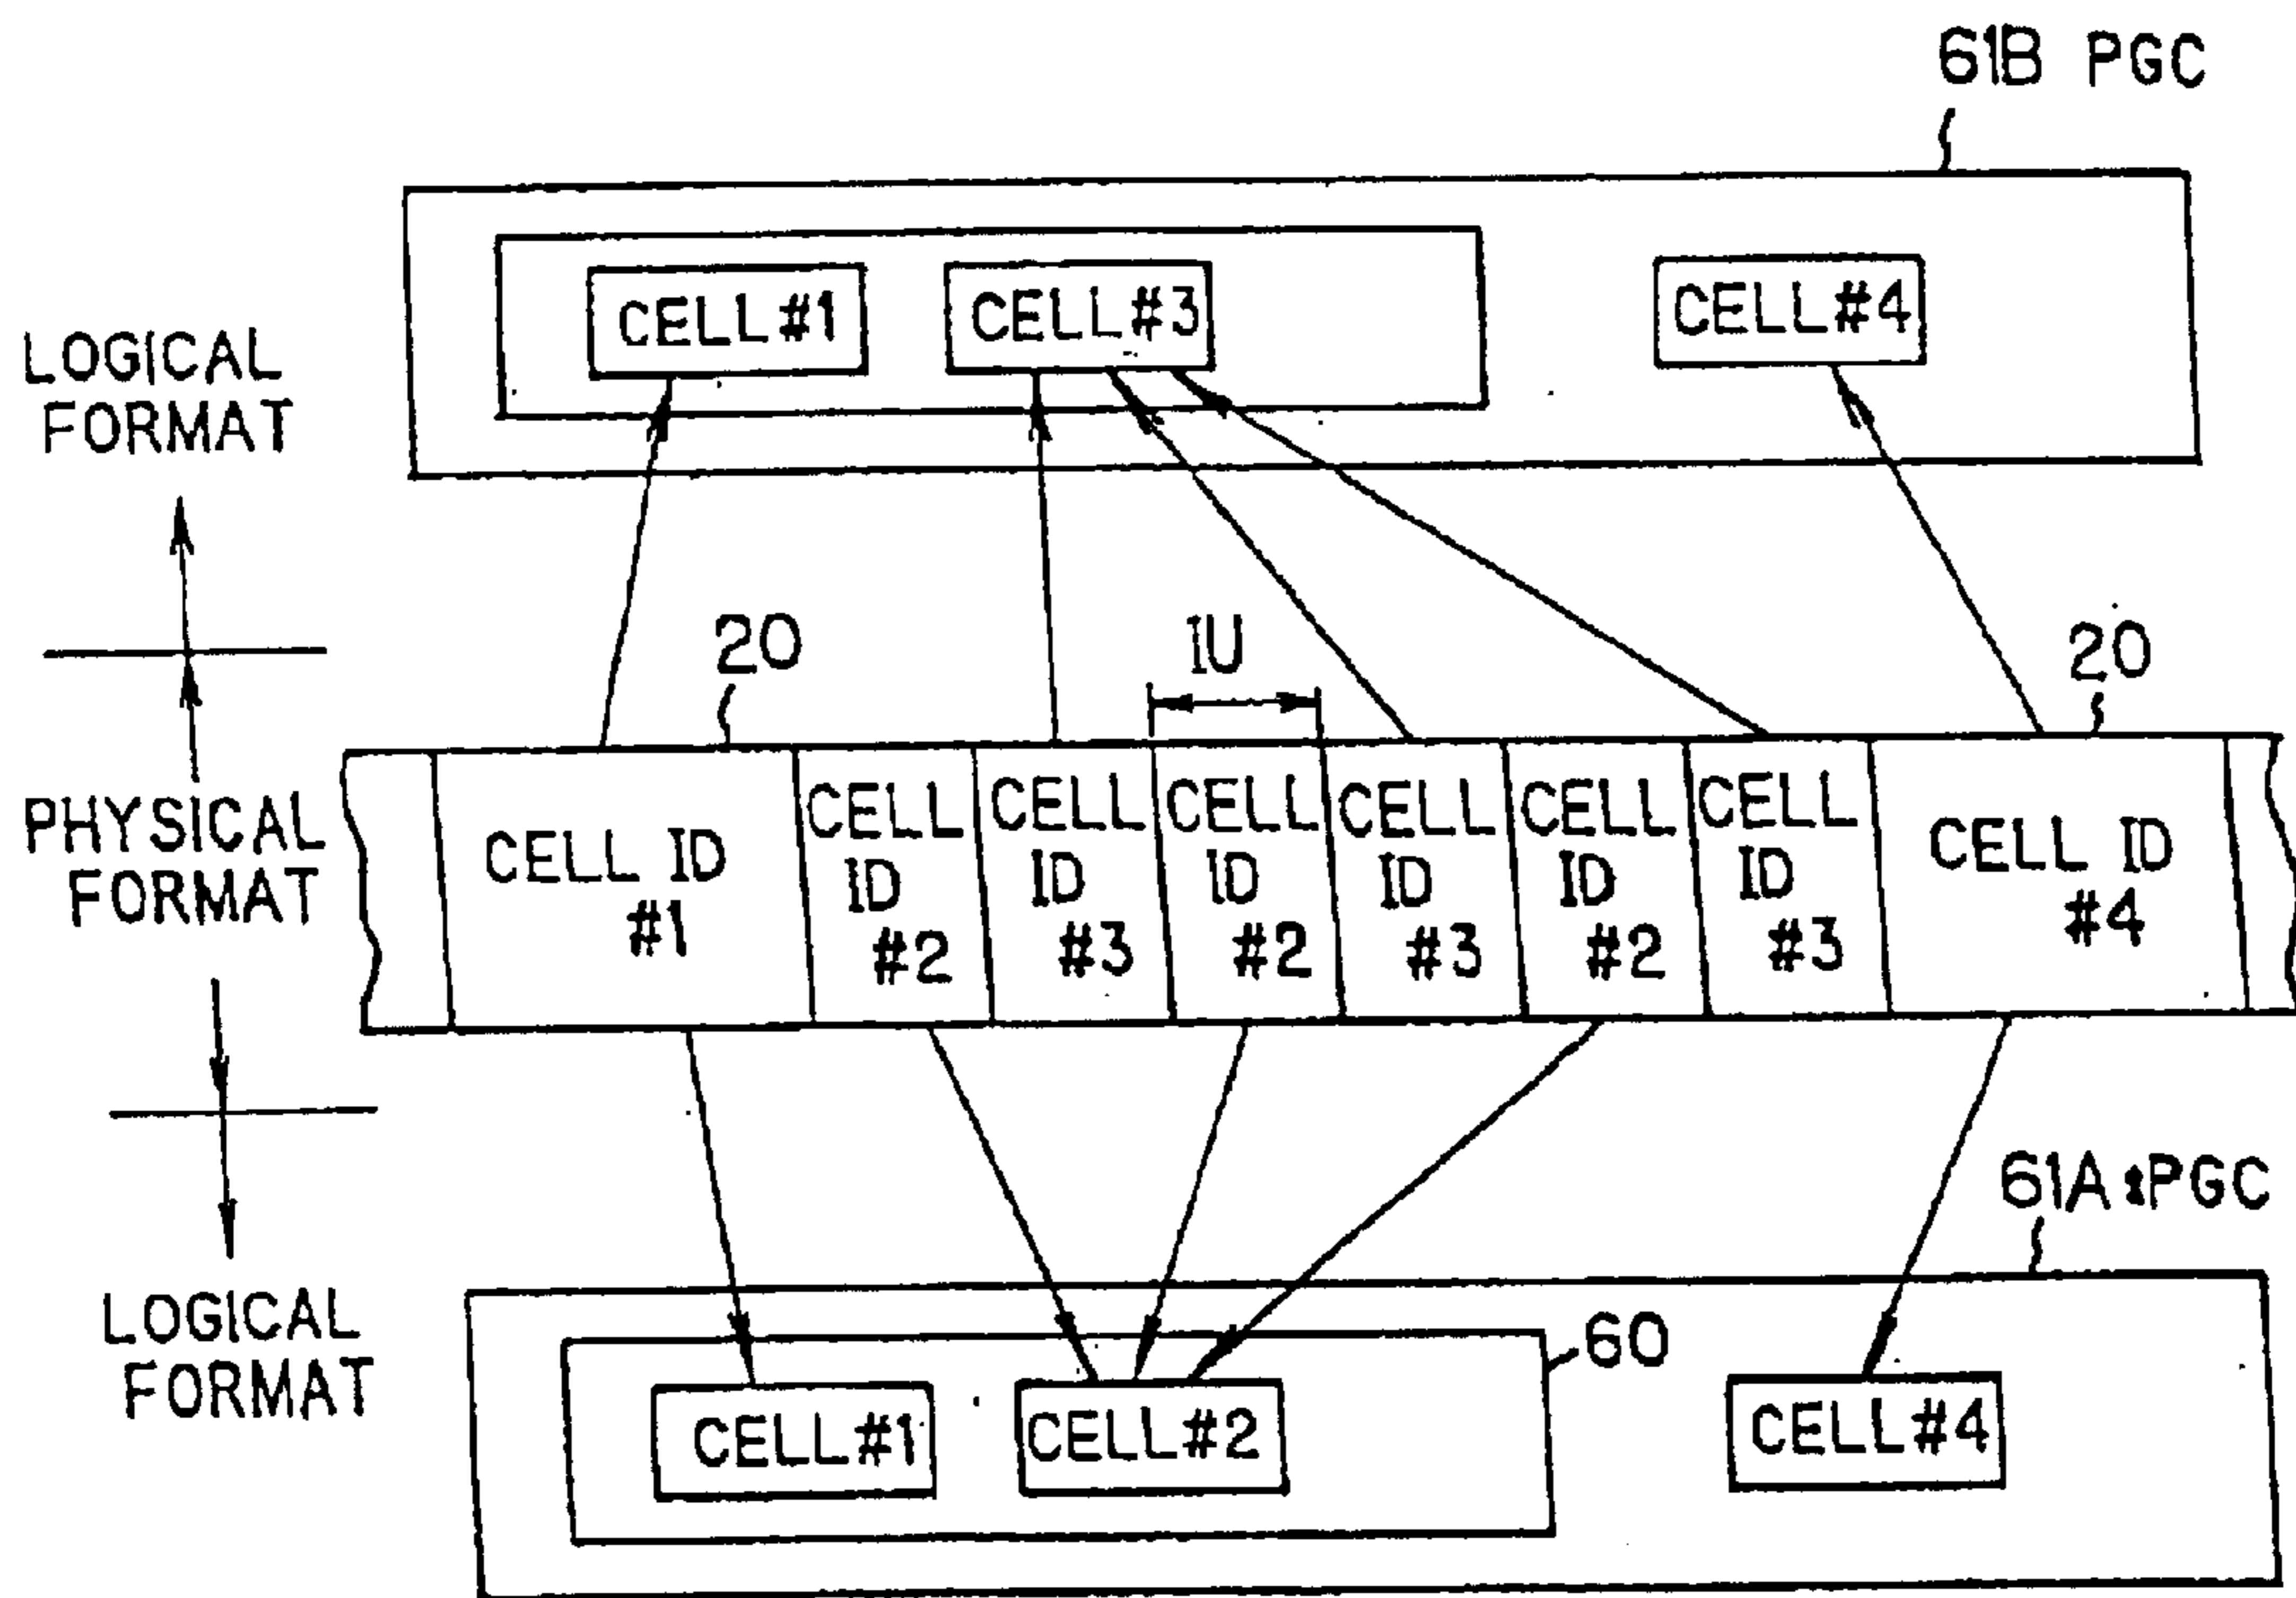 61B PGC
CELL#1
CELL#3
CELL#4
LOGICAL
FORMAT
20
IU
20
PHYSICAL
FORMAT
CELL ID
#1
CELL
ID
#2
CELL
ID
#3
CELL
ID
#2
CELL
ID
#3
CELL
ID
#2
CELL
ID
#3
CELL ID
#4
61A:PGC
LOGICAL
FORMAT
60
CELL#1
CELL#2
CELL#4